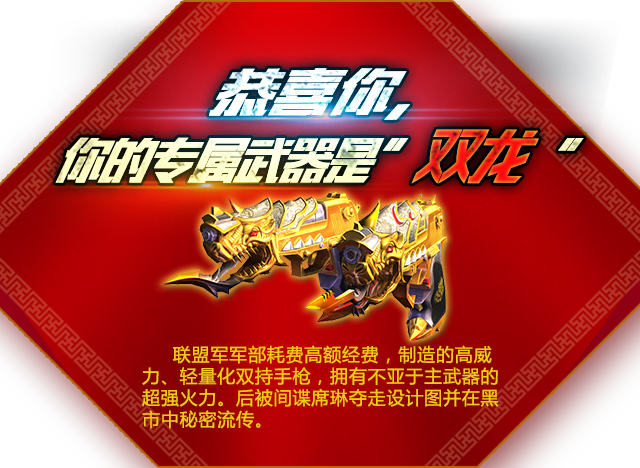 恭喜你,
你的专属武器是"双龙"
联盟军军部耗费高额经费，制造的高威
力、轻量化双持手枪，拥有不亚于主武器的
超强火力。后被间谍席琳夺走设计图并在黑
市中秘密流传。